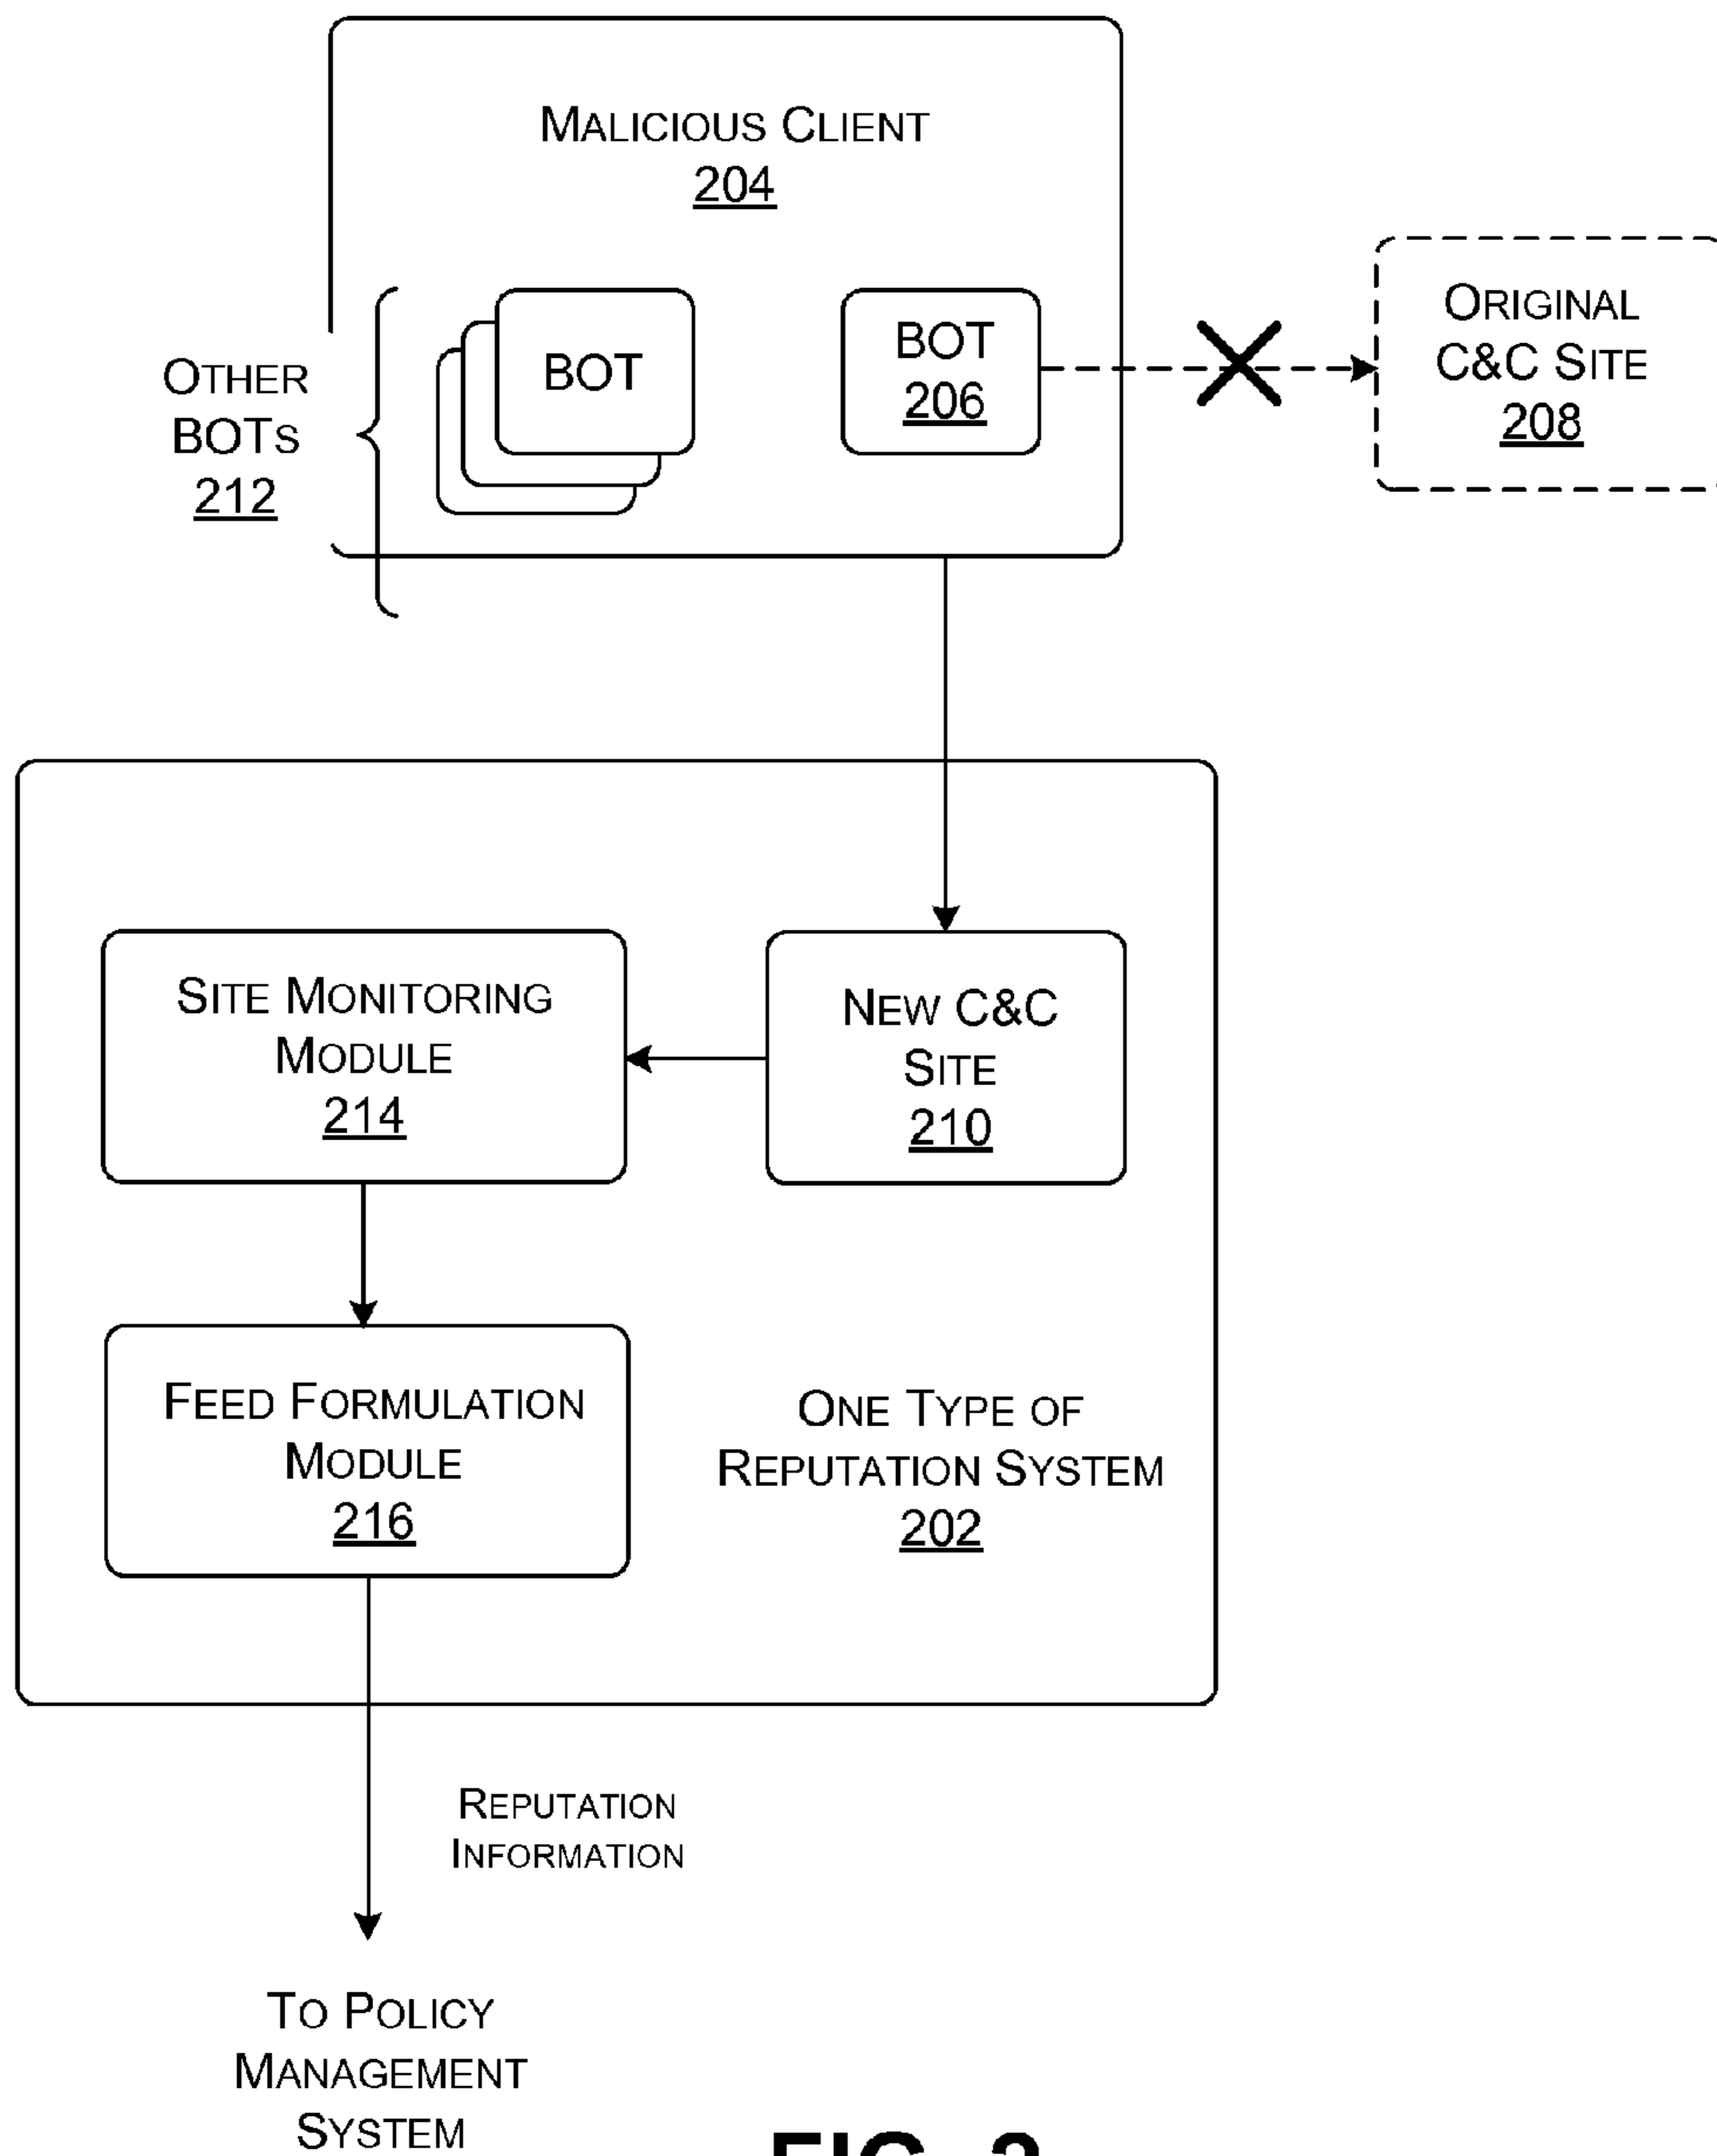 MALICIOUS CLIENT
204
OTHER
BOTS
212
BOT
BOT
206
ORIGINAL
C&C SITE
208
SITE MONITORING
MODULE
214
NEW C&C
SITE
210
FEED FORMULATION
MODULE
216
ONE TYPE OF
REPUTATION SYSTEM
202
REPUTATION
INFORMATION
TO POLICY
MANAGEMENT
SYSTEM
FIG.